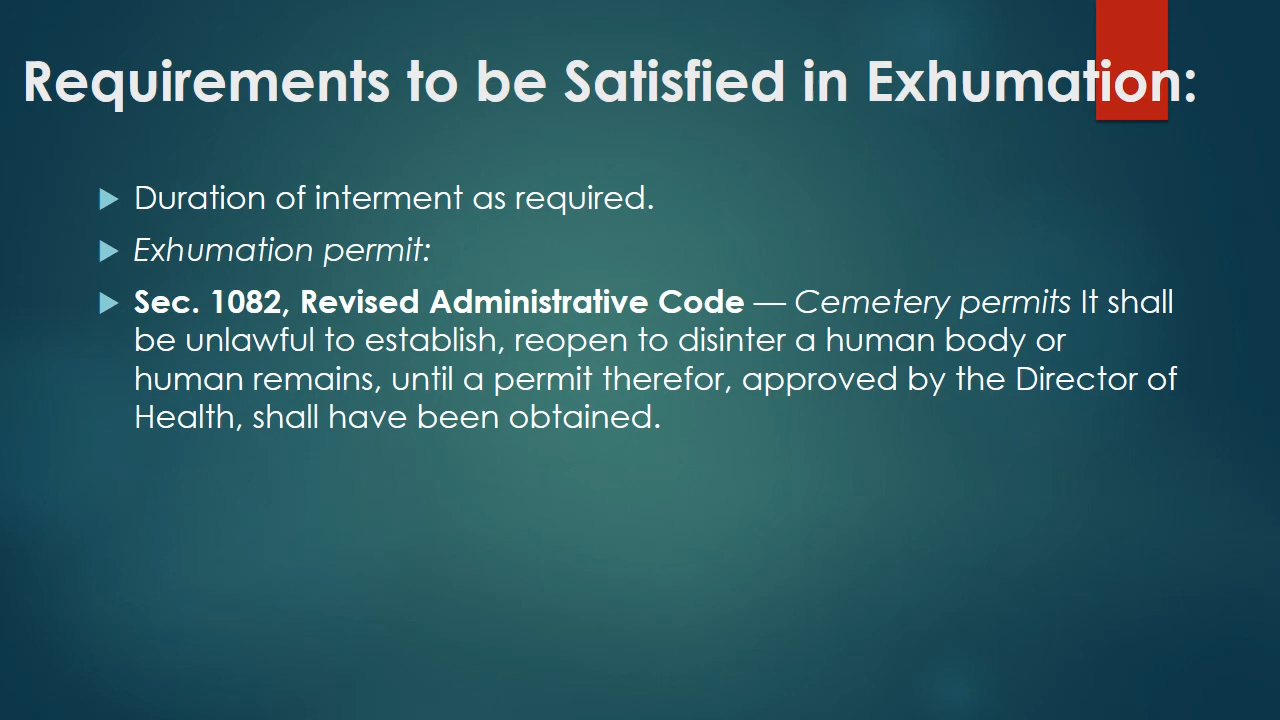 Requirements to be Satisfied in Exhumation:
Duration of interment as required.
Exhumation permit:
Sec. 1082, Revised Administrative Code — Cemetery permits It shall
be unlawful to establish, reopen to disinter a human body or
human remains, until a permit therefor, approved by the Director of
Health, shall have been obtained.